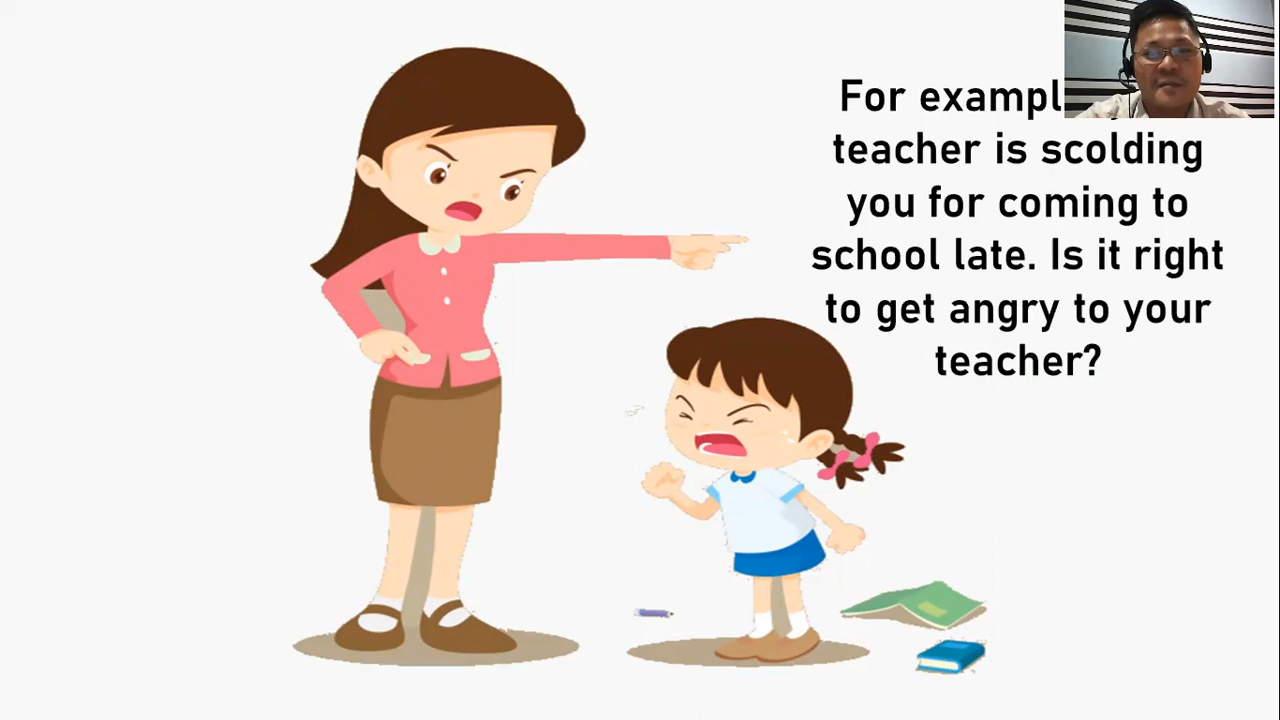 For exampl
teacher is scolding
you for coming to
school late. Is it right
to get angry to your
teacher?